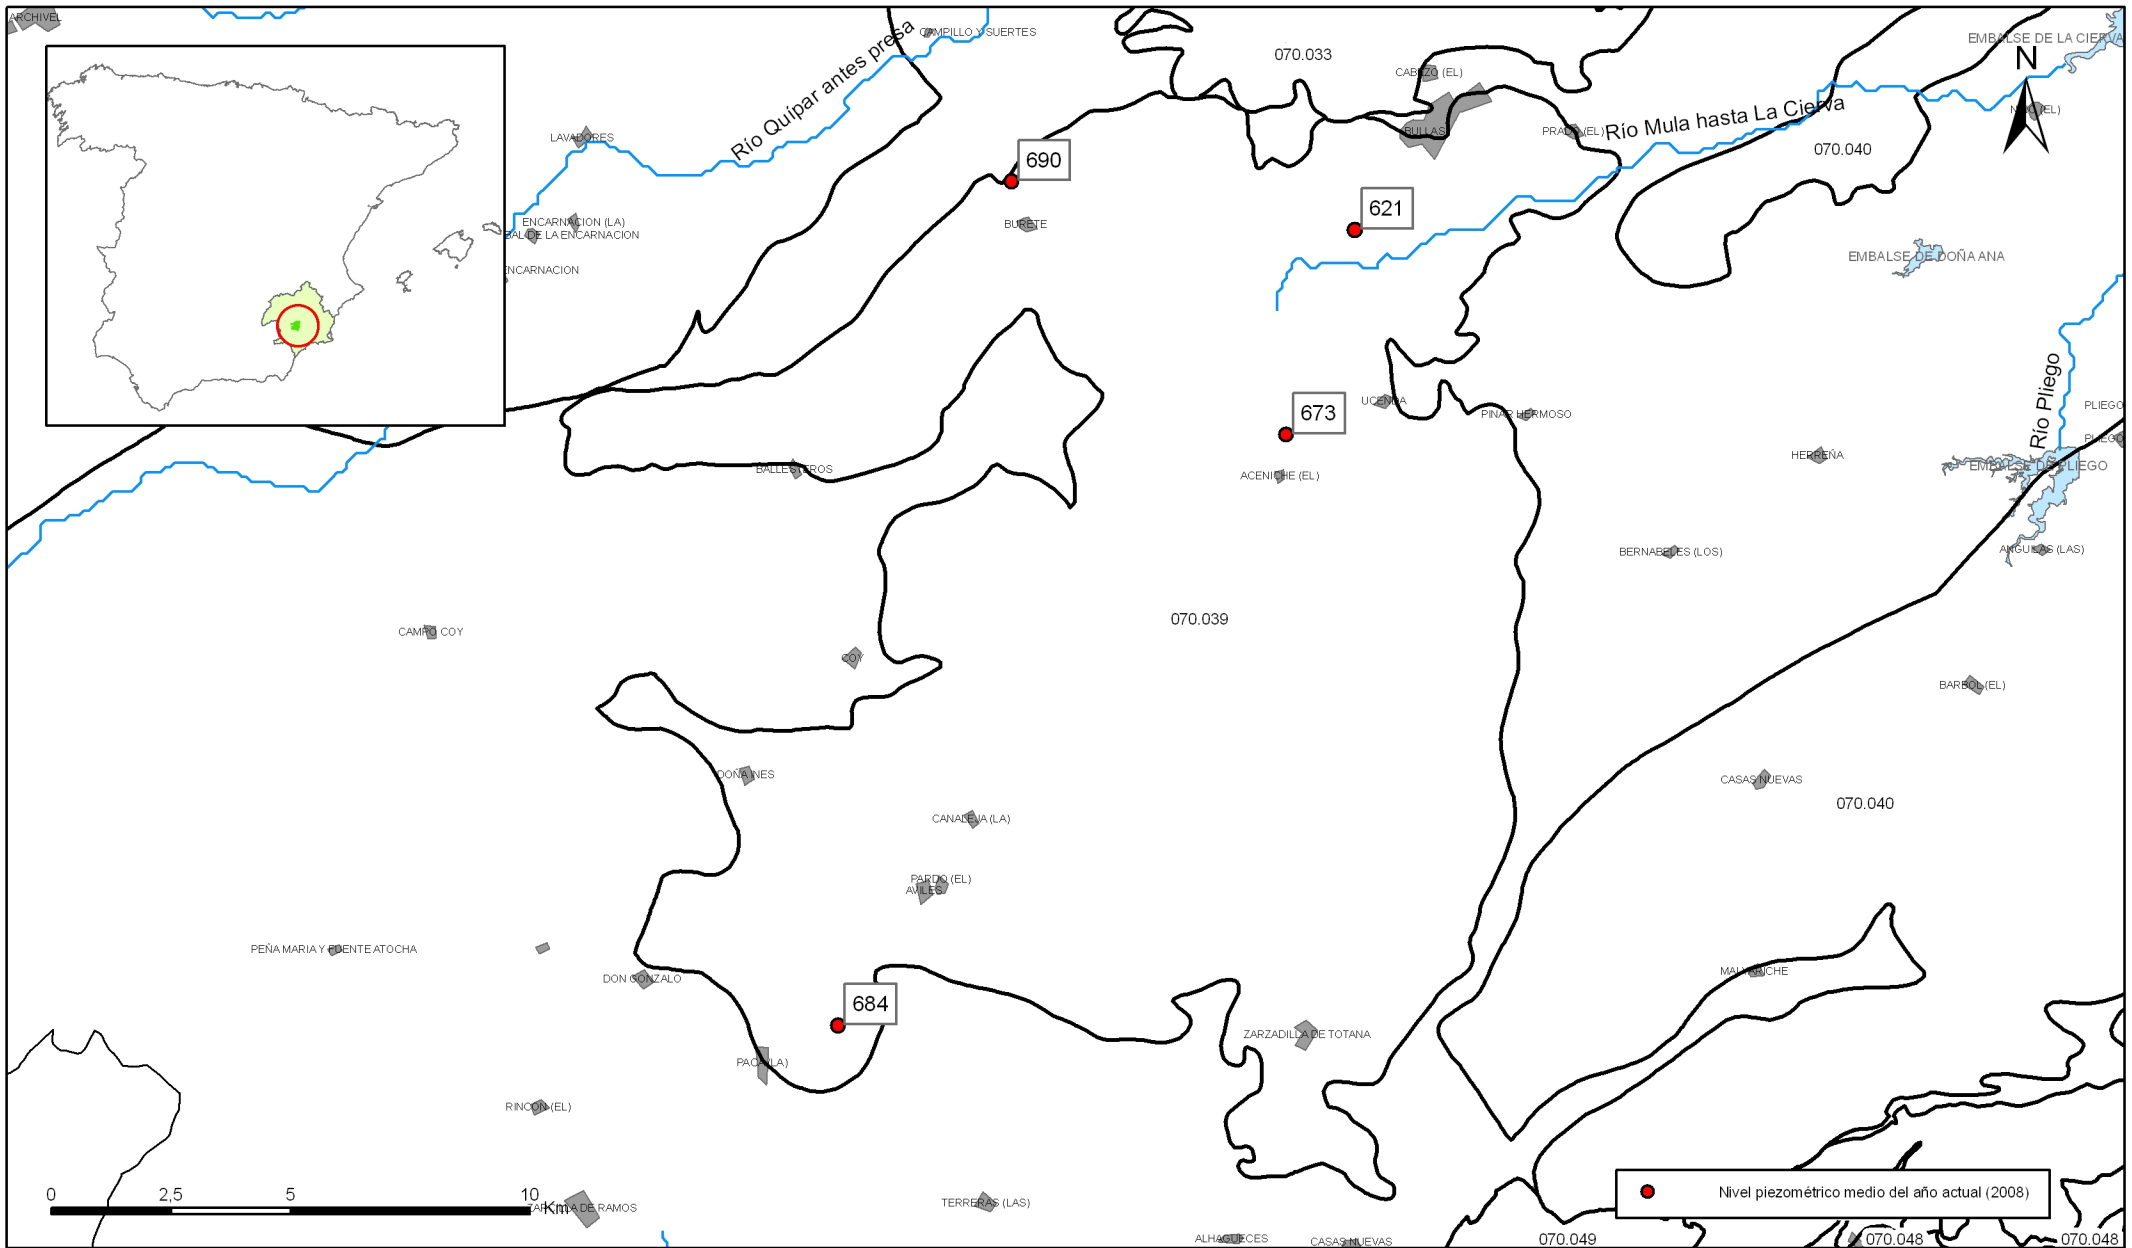 ARCHIVEL
CAMPILLO Y SUERTES
070.033
EMBALSE DE LA CIERVA
N
CABEZO (EL)
Río Quípar antes presa
LAVADORES
BULLAS
PRADO (EL)
Río Mula hasta La Cierva
070.040
690
621
ENCARNACION (LA)
BAL DE LA ENCARNACION
BURETE
EMBALSE DE DOÑA ANA
ENCARNACION
Río Pliego
673
UCENDA
PINAR HERMOSO
PLIEGO
PLIEGO
BALLESTEROS
ACENICHE (EL)
HERREÑA
EMBALSE DE PLIEGO
BERNABELES (LOS)
ANGUILAS (LAS)
070.039
CAMPO COY
COY
BARBOL (EL)
DOÑA INES
CASAS NUEVAS
070.040
CANALEJA (LA)
PARDO (EL)
AVILES
PEÑA MARIA Y FUENTE ATOCHA
DON GONZALO
MALVARICHE
684
ZARZADILLA DE TOTANA
PACA (LA)
RINCON (EL)
0 2,5 5 10
Km
ZARCILLA DE RAMOS
TERRERAS (LAS)
Nivel piezométrico medio del año actual (2008)
ALHAGUECES
CASAS NUEVAS
070.049
070.048
070.048